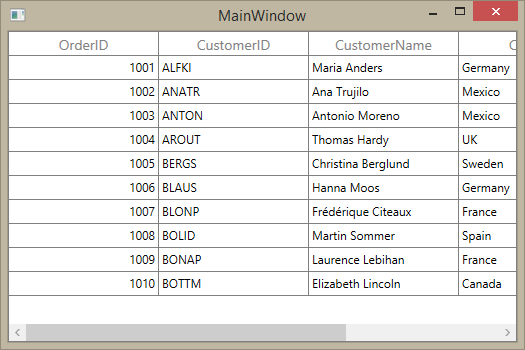 MainWindow
OrderID CustomerID CustomerName C
1001 ALFKI Maria Anders Germany
1002 ANATR Ana Trujilo Mexico
1003 ANTON Antonio Moreno Mexico
1004 AROUT Thomas Hardy UK
1005 BERGS Christina Berglund Sweden
1006 BLAUS Hanna Moos Germany
1007 BLONP Frédérique Citeaux France
1008 BOLID Martin Sommer Spain
1009 BONAP Laurence Lebihan France
1010 BOTTM Elizabeth Lincoln Canada